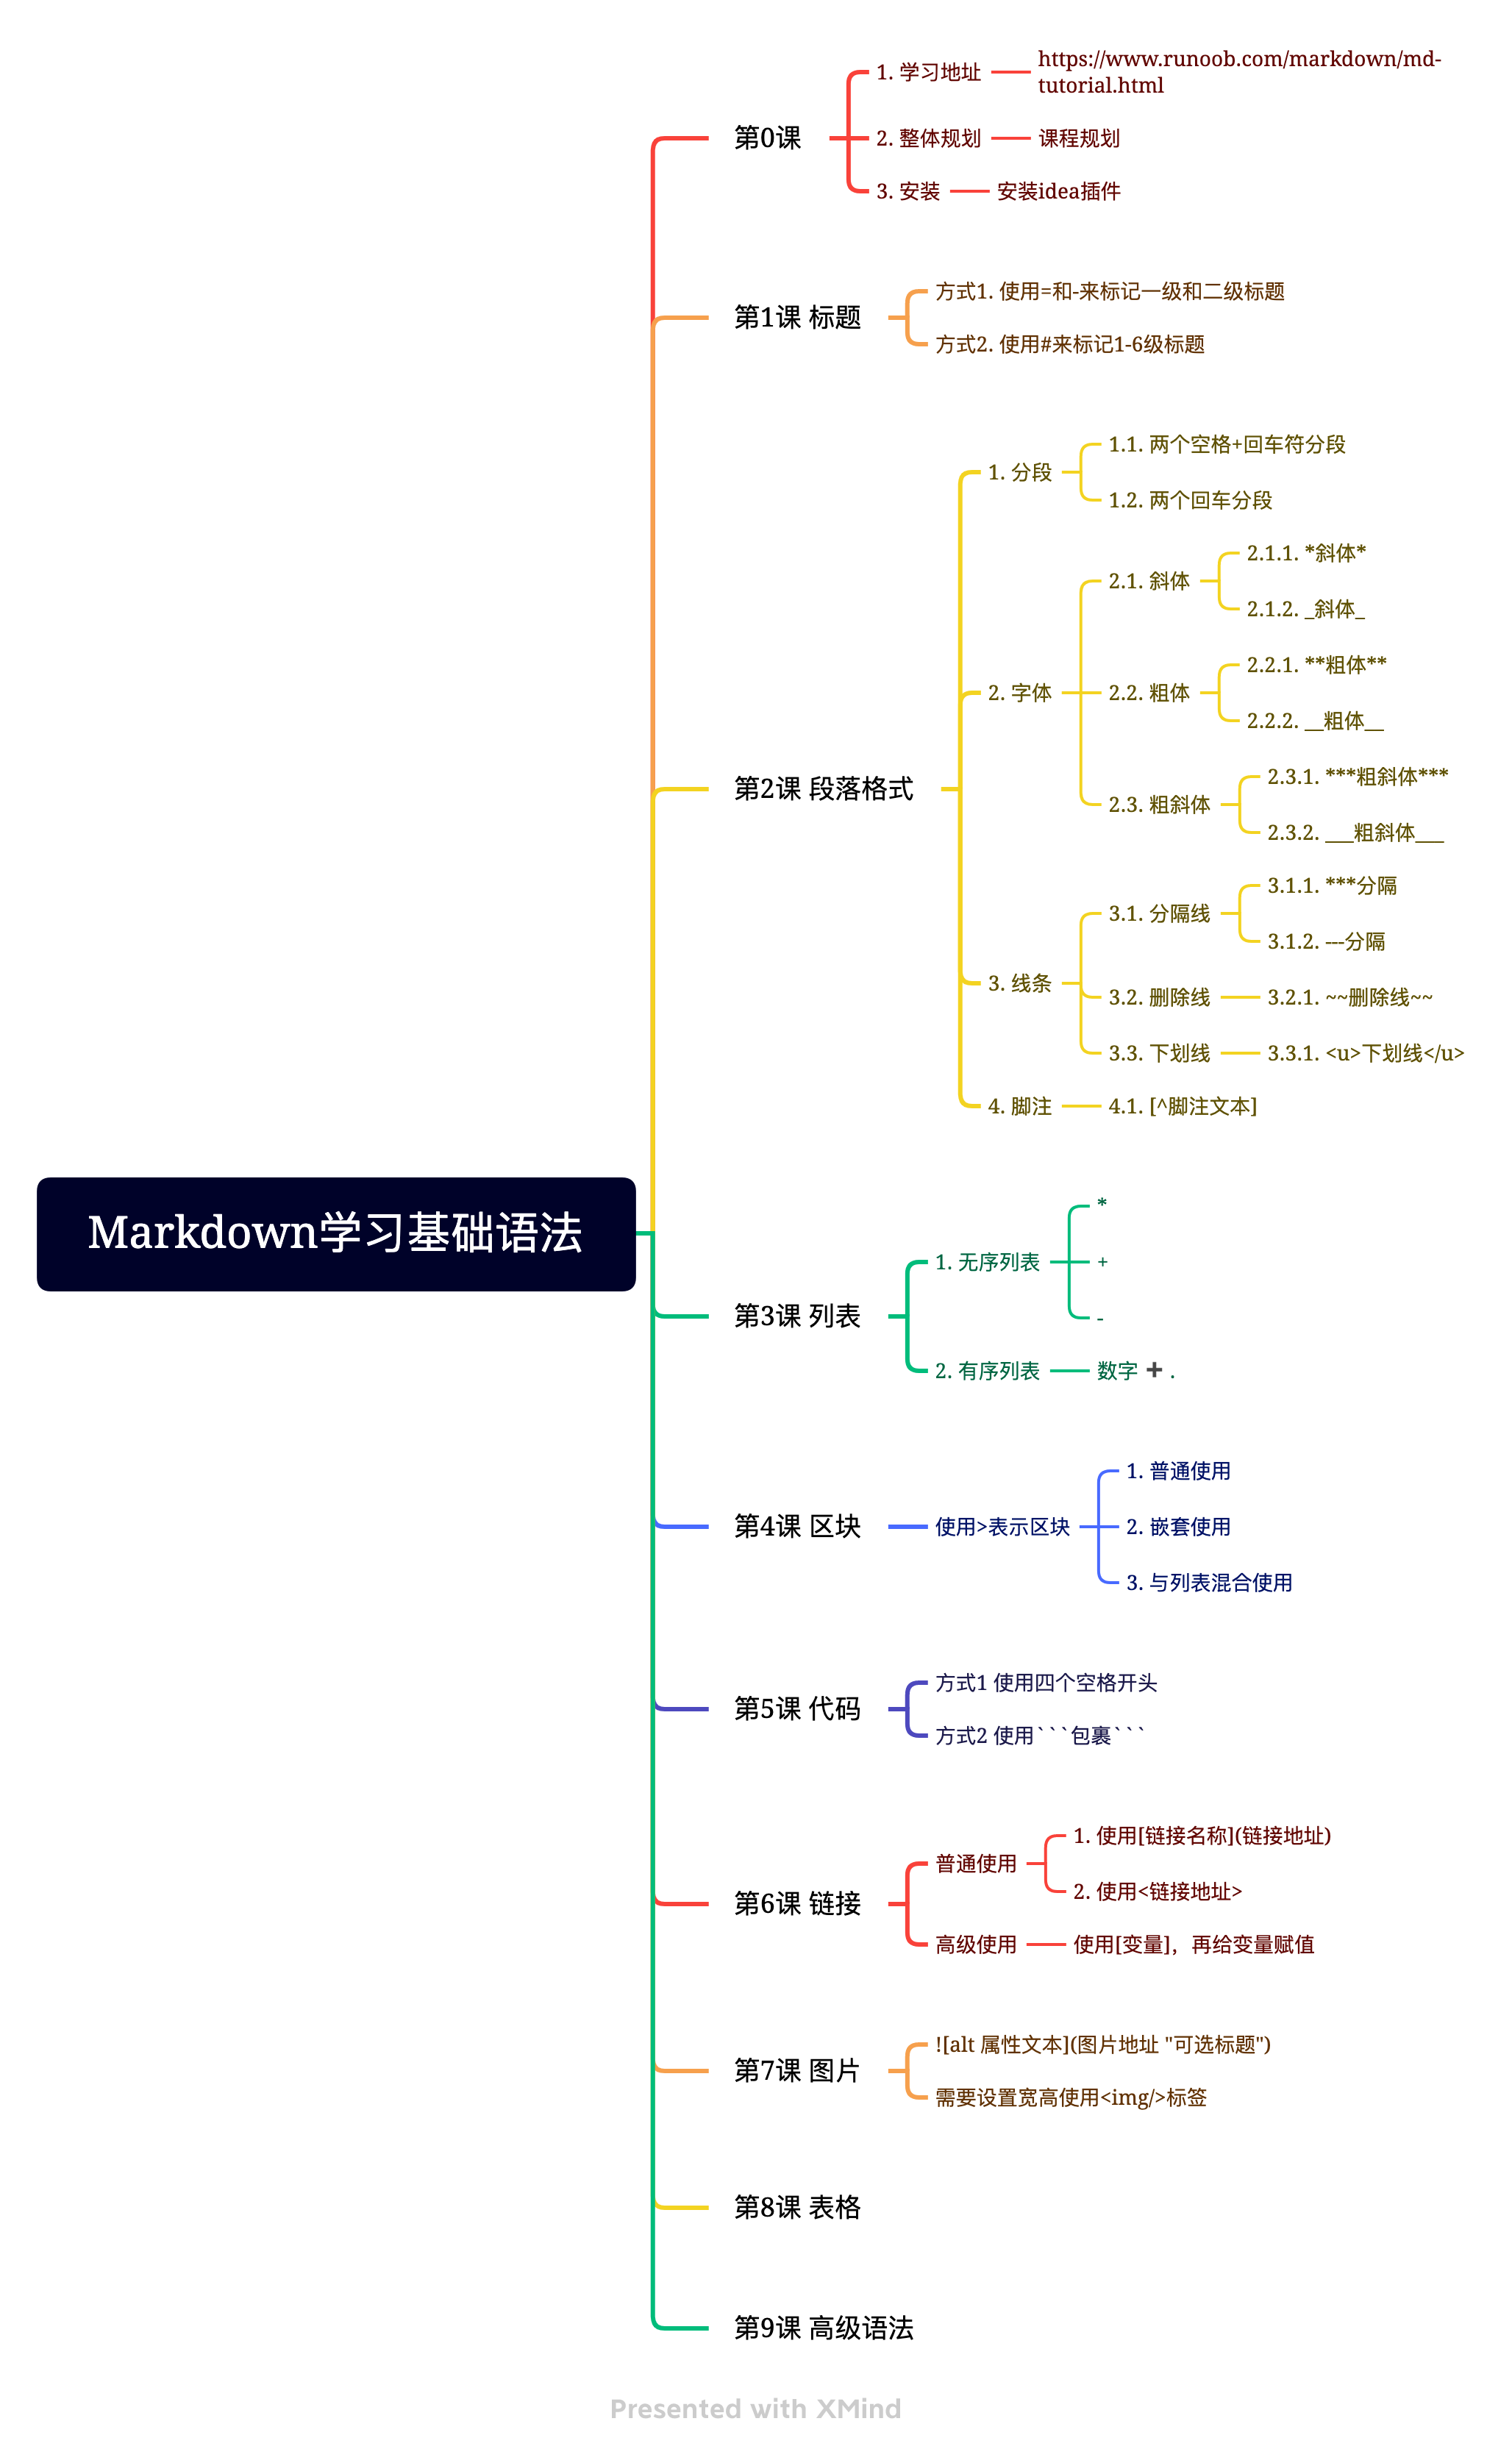 https://www.runoob.com/markdown/md-
tutorial.html
1. 学习地址
第0课
2. 整体规划
课程规划
3. 安装
安装idea插件
第1课 标题
方式1. 使用=和-来标记一级和二级标题
方式2. 使用#来标记1-6级标题
第2课 段落格式
1. 分段
1.1. 两个空格+回车符分段
1.2. 两个回车分段
2. 字体
2.1. 斜体
2.1.1. *斜体*
2.1.2. _斜体_
2.2. 粗体
2.2.1. **粗体**
2.2.2. __粗体__
2.3. 粗斜体
2.3.1. ***粗斜体***
2.3.2. ___粗斜体___
3. 线条
3.1. 分隔线
3.1.1. ***分隔
3.1.2. ---分隔
3.2. 删除线
3.2.1. ~~删除线~~
3.3. 下划线
3.3.1. <u>下划线</u>
4. 脚注
4.1. [^脚注文本]
Markdown学习基础语法
第3课 列表
1. 无序列表
*
+
-
2. 有序列表
数字 ➕ .
第4课 区块
使用>表示区块
1. 普通使用
2. 嵌套使用
3. 与列表混合使用
第5课 代码
方式1 使用四个空格开头
方式2 使用```包裹```
第6课 链接
普通使用
1. 使用[链接名称](链接地址)
2. 使用<链接地址>
高级使用
使用[变量]，再给变量赋值
第7课 图片
![alt 属性文本](图片地址 "可选标题")
需要设置宽高使用<img/>标签
第8课 表格
第9课 高级语法
Presented with XMind